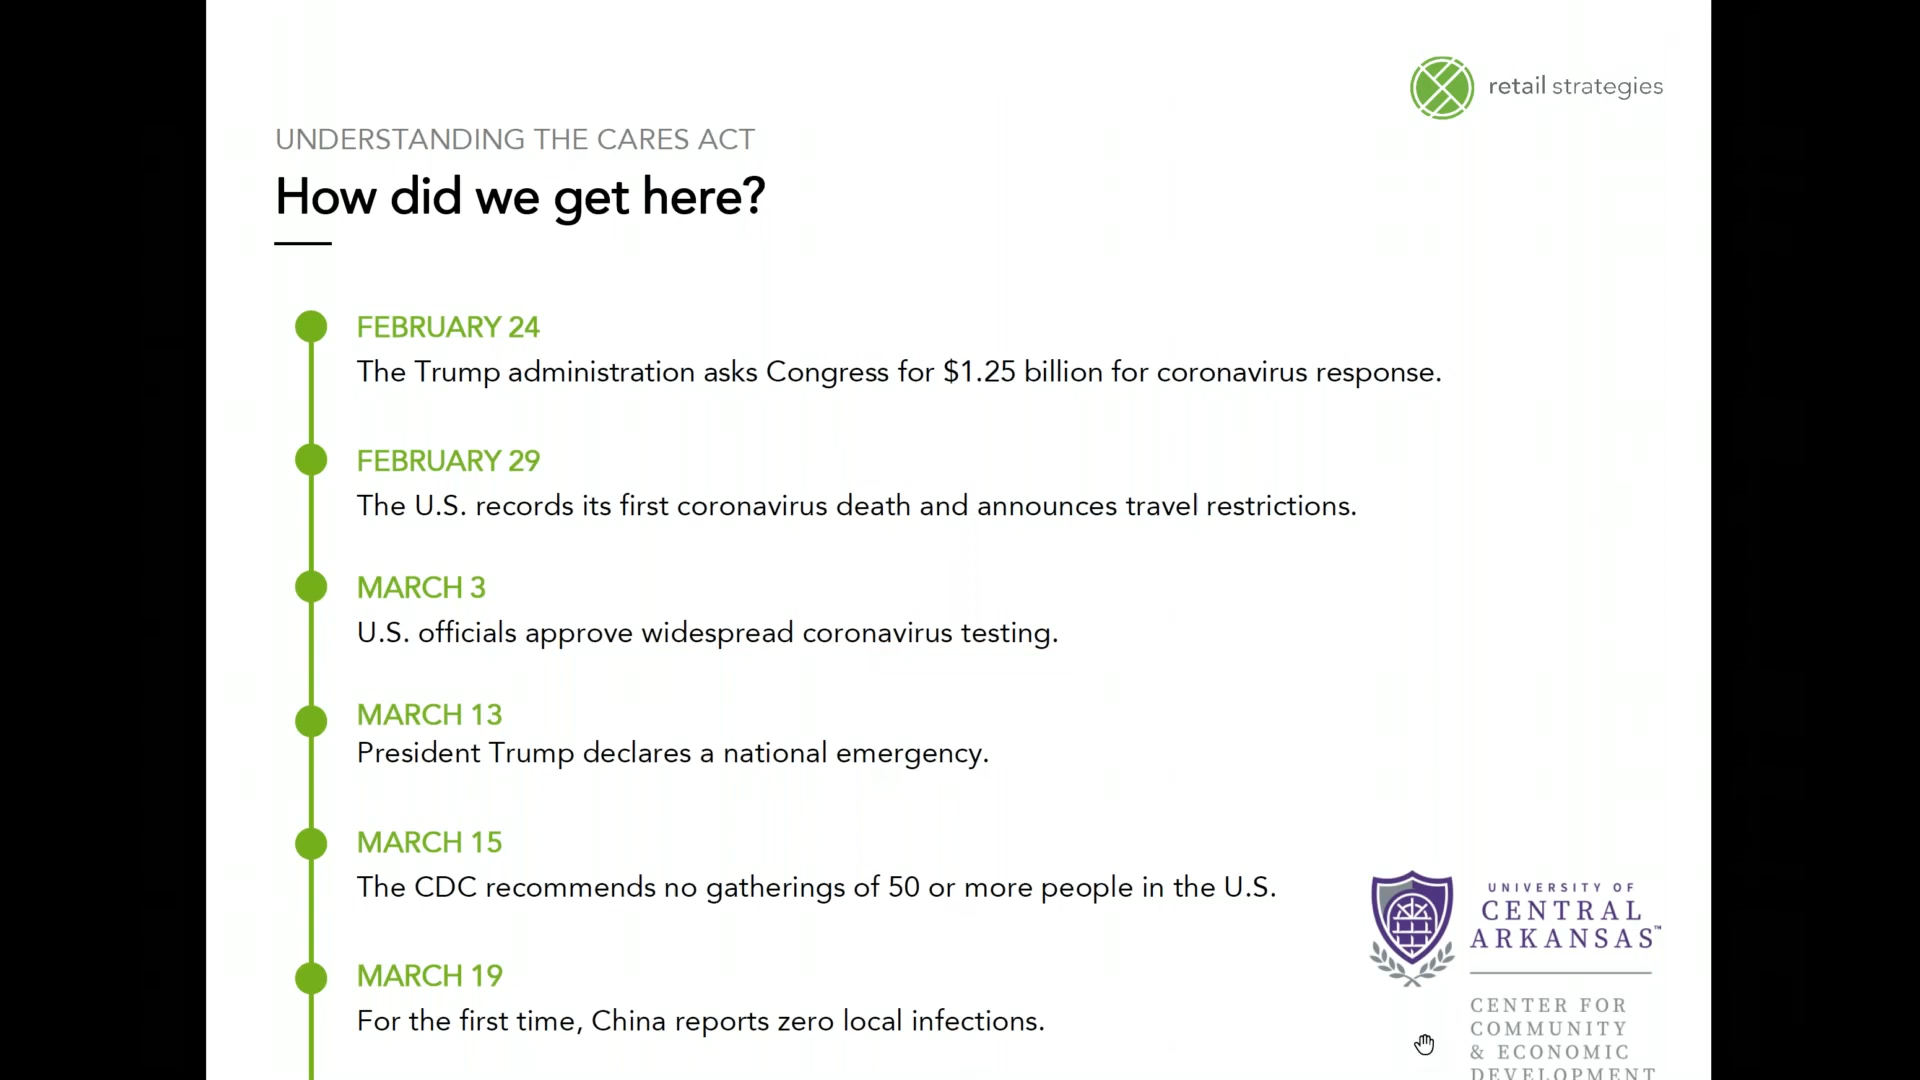 retail strategies
UNDERSTANDING THE CARES ACT
How did we get here?
FEBRUARY 24
The Trump administration asks Congress for $1.25 billion for coronavirus response.
FEBRUARY 29
The U.S. records its first coronavirus death and announces travel restrictions.
MARCH 3
U.S. officials approve widespread coronavirus testing.
MARCH 13
President Trump declares a national emergency.
MARCH 15
The CDC recommends no gatherings of 50 or more people in the U.S.
MARCH 19
For the first time, China reports zero local infections.
UNIVERSITY OF
CENTRAL
ARKANSAS™
CENTER FOR
COMMUNITY
& ECONOMIC
DEVELOPMENT